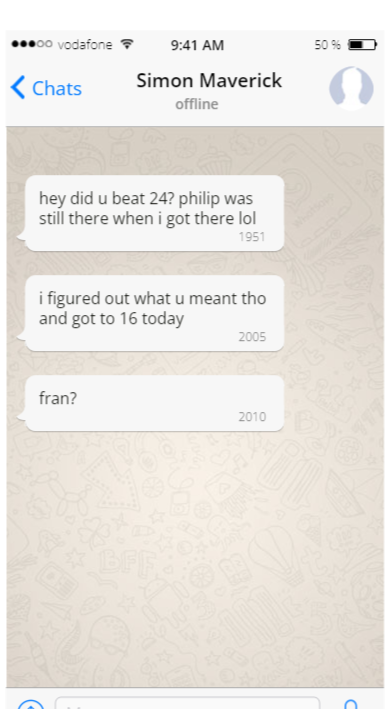 vodafone 9:41 AM 50 %
Chats Simon Maverick
offline
hey did u beat 24? philip was
still there when i got there lol
1951
i figured out what u meant tho
and got to 16 today
2005
fran?
2010
BFF